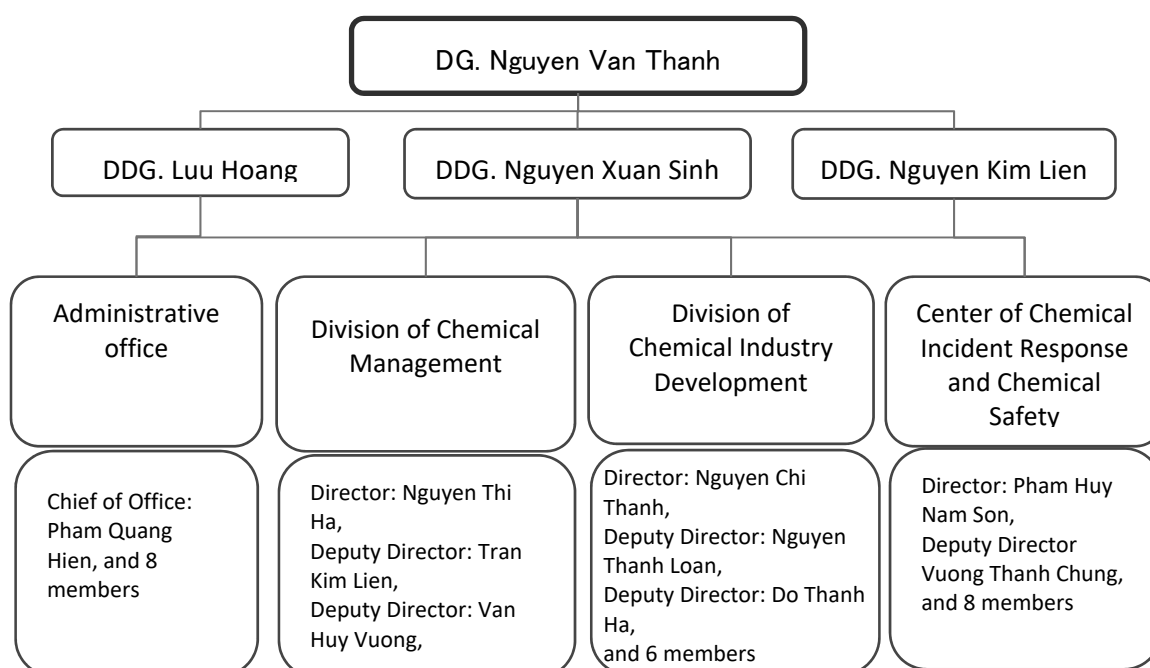 DG. Nguyen Van Thanh
DDG. Luu Hoang
DDG. Nguyen Xuan Sinh
DDG. Nguyen Kim Lien
Administrative
office
Division of Chemical
Management
Division of
Chemical Industry
Development
Center of Chemical
Incident Response
and Chemical
Safety
Chief of Office:
Pham Quang
Hien, and 8
members
Director: Nguyen Thi
Ha,
Deputy Director: Tran
Kim Lien,
Deputy Director: Van
Huy Vuong,
Director: Nguyen Chi
Thanh,
Deputy Director: Nguyen
Thanh Loan,
Deputy Director: Do Thanh
Ha,
and 6 members
Director: Pham Huy
Nam Son,
Deputy Director
Vuong Thanh Chung,
and 8 members